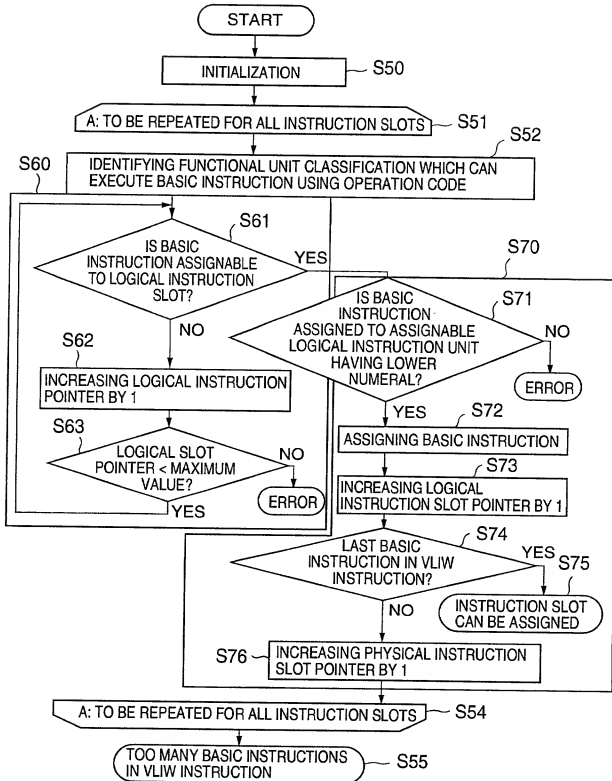 START
INITIALIZATION
S50
A: TO BE REPEATED FOR ALL INSTRUCTION SLOTS
S51
S52
IDENTIFYING FUNCTIONAL UNIT CLASSIFICATION WHICH CAN
EXECUTE BASIC INSTRUCTION USING OPERATION CODE
S60
S61
IS BASIC
INSTRUCTION ASSIGNABLE
TO LOGICAL INSTRUCTION
SLOT?
YES
NO
S62
INCREASING LOGICAL INSTRUCTION
POINTER BY 1
S63
LOGICAL SLOT
POINTER < MAXIMUM
VALUE?
NO
ERROR
YES
S70
S71
IS BASIC
INSTRUCTION
ASSIGNED TO ASSIGNABLE
LOGICAL INSTRUCTION UNIT
HAVING LOWER
NUMERAL?
NO
ERROR
YES
S72
ASSIGNING BASIC INSTRUCTION
S73
INCREASING LOGICAL
INSTRUCTION SLOT POINTER BY 1
S74
LAST BASIC
INSTRUCTION IN VLIW
INSTRUCTION?
YES
S75
INSTRUCTION SLOT
CAN BE ASSIGNED
NO
S76
INCREASING PHYSICAL INSTRUCTION
SLOT POINTER BY 1
A: TO BE REPEATED FOR ALL INSTRUCTION SLOTS
S54
TOO MANY BASIC INSTRUCTIONS
IN VLIW INSTRUCTION
S55